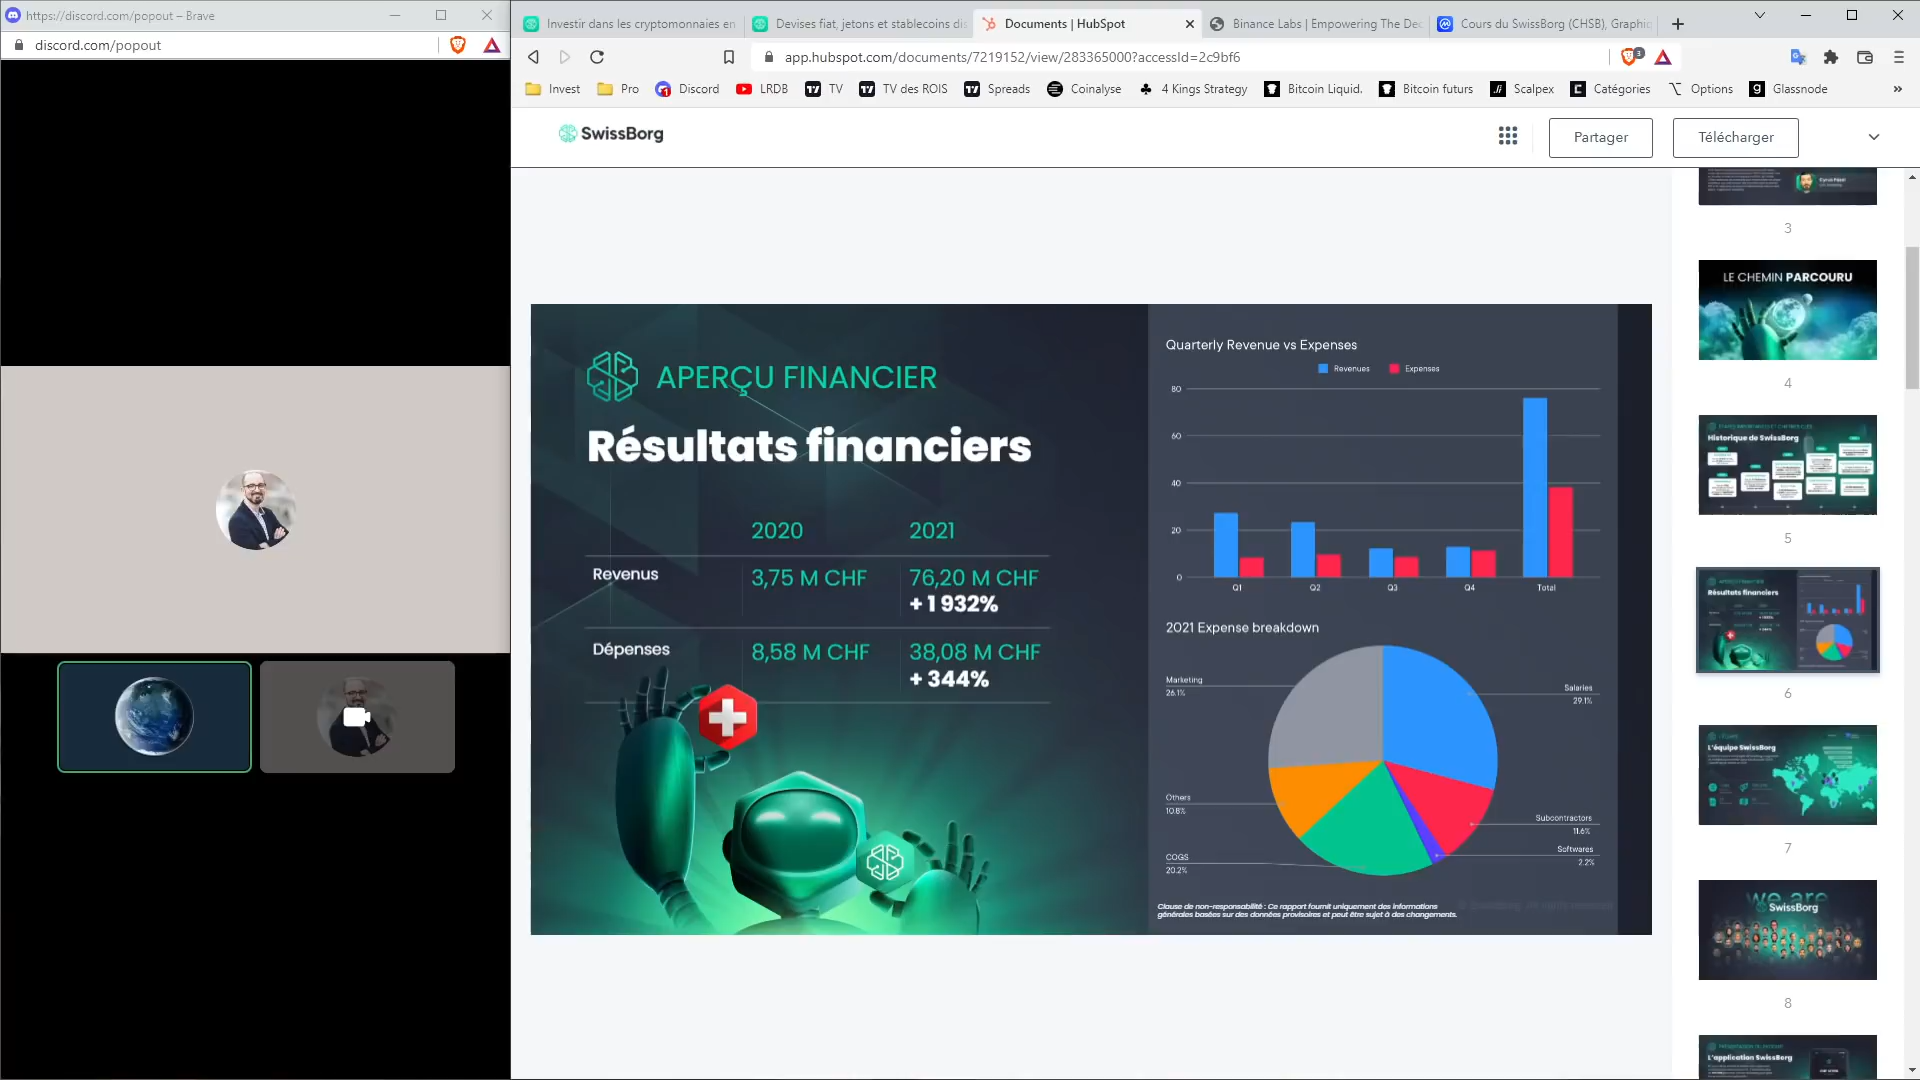 https://discord.com/popout – Brave
discord.com/popout
Investir dans les cryptomonnaies en
Devises fiat, jetons et stablecoins dis
Documents | HubSpot
Binance Labs | Empowering The Dec
Cours du SwissBorg (CHSB), Graphic
app.hubspot.com/documents/7219152/view/283365000?accessId=2c9bf6
3
Invest
Pro
Discord
LRDB
TV
TV des ROIS
Spreads
Coinalyse
4 Kings Strategy
Bitcoin Liquid.
Bitcoin futurs
Scalpex
Catégories
Options
Glassnode
SwissBorg
Partager
Télécharger
APERÇU FINANCIER
Résultats financiers
2020 2021
Revenus 3,75 M CHF 76,20 M CHF
+ 1 932%
Dépenses 8,58 M CHF 38,08 M CHF
+ 344%
Quarterly Revenue vs Expenses
Revenues Expenses
80
60
40
20
0
Q1 Q2 Q3 Q4 Total
2021 Expense breakdown
Marketing
26.1%
Salaries
29.1%
Others
10.8%
Subcontractors
11.6%
Softwares
2.2%
COGS
20.2%
Clause de non-responsabilité : Ce rapport fournit uniquement des informations
générales basées sur des données provisoires et peut être sujet à des changements.
3
LE CHEMIN PARCOURU
4
Historique de SwissBorg
5
APERÇU FINANCIER
Résultats financiers
6
L'équipe SwissBorg
7
we are
SwissBorg
8
L'application SwissBorg